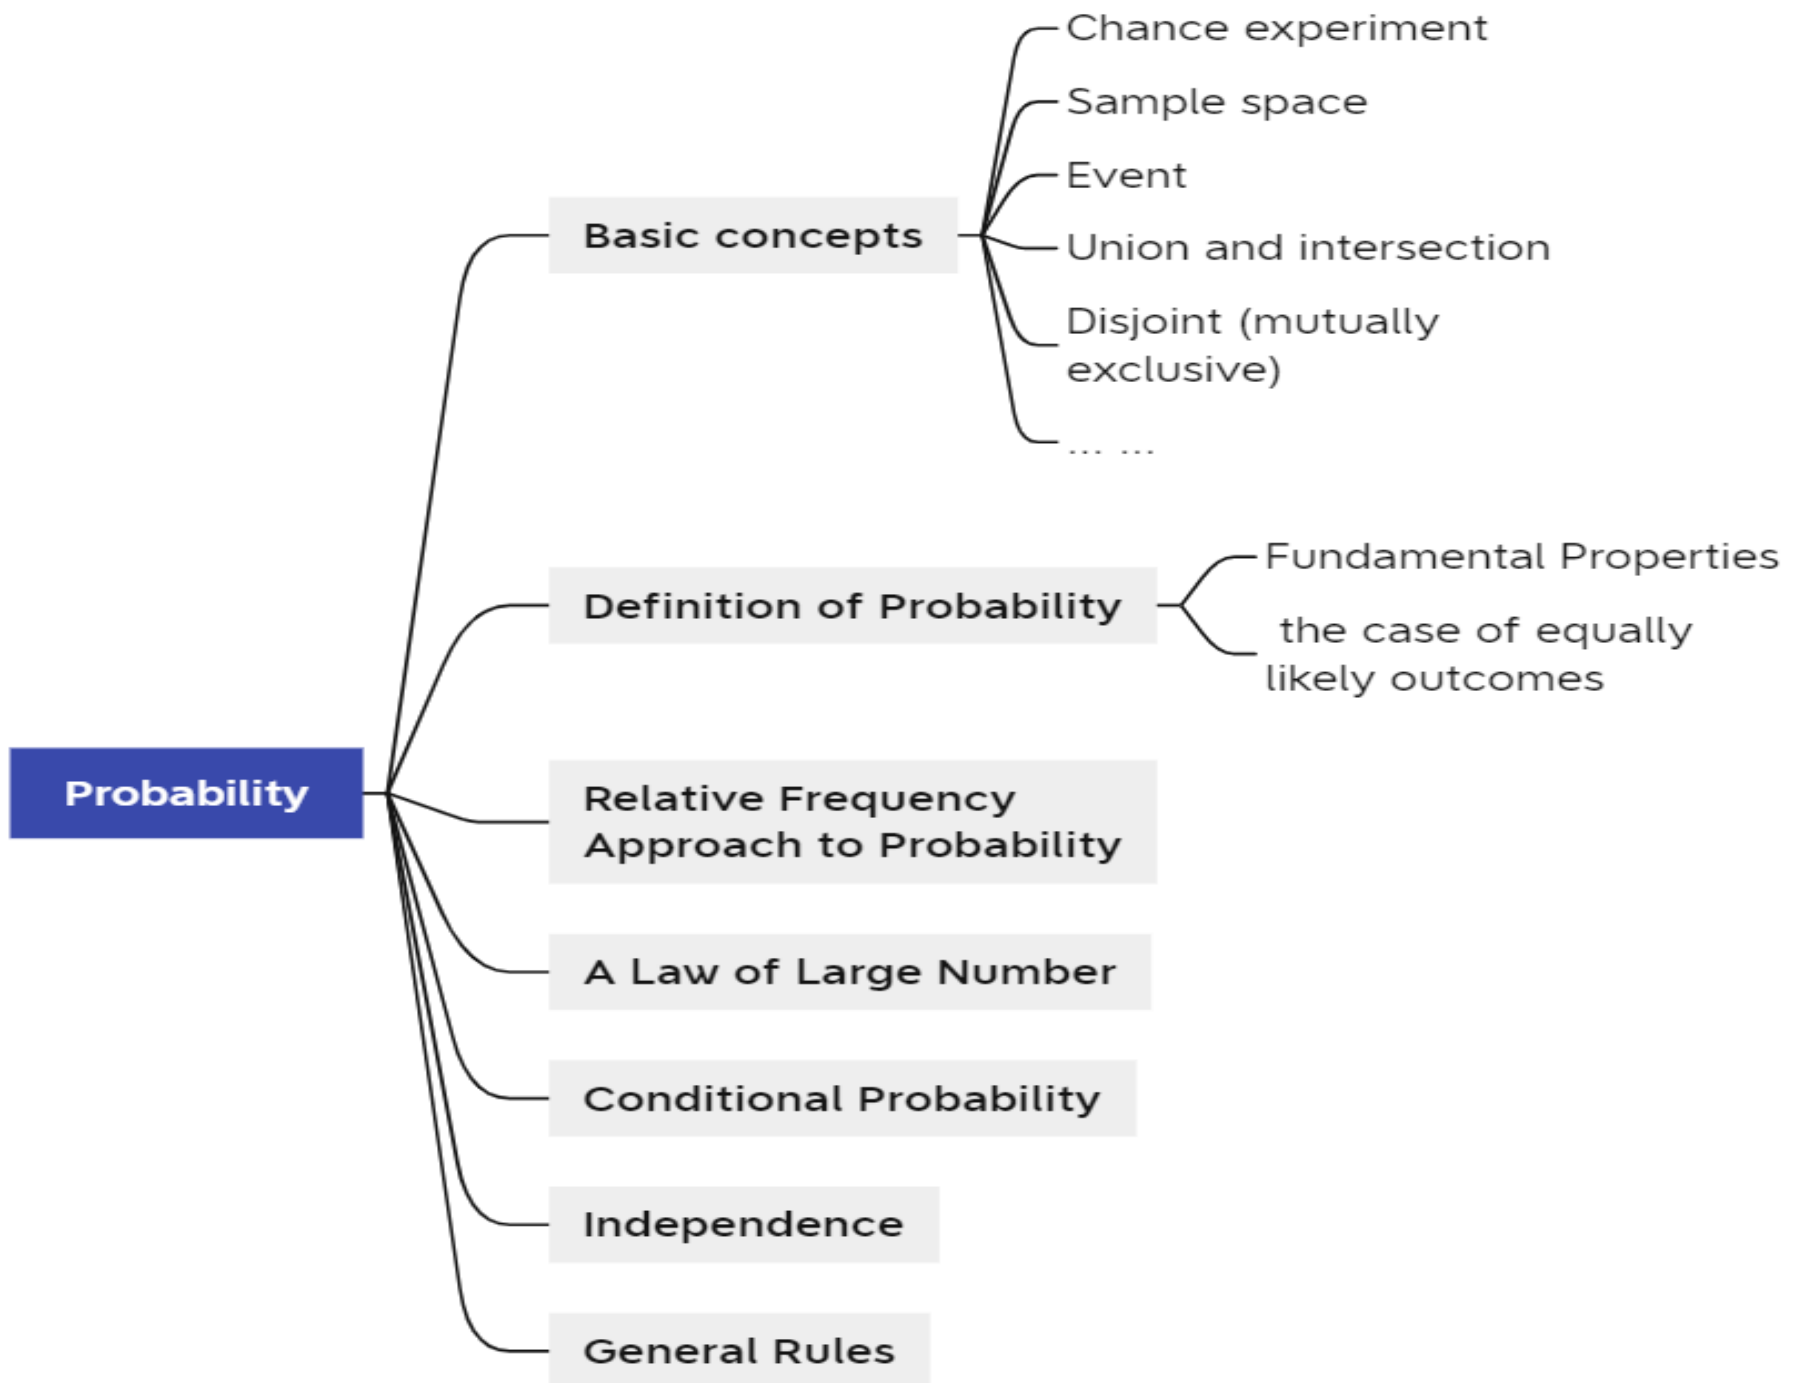 Chance experiment
Sample space
Event
Basic concepts
Union and intersection
Disjoint (mutually
exclusive)
... ...
Fundamental Properties
Definition of Probability
the case of equally
likely outcomes
Probability
Relative Frequency
Approach to Probability
A Law of Large Number
Conditional Probability
Independence
General Rules